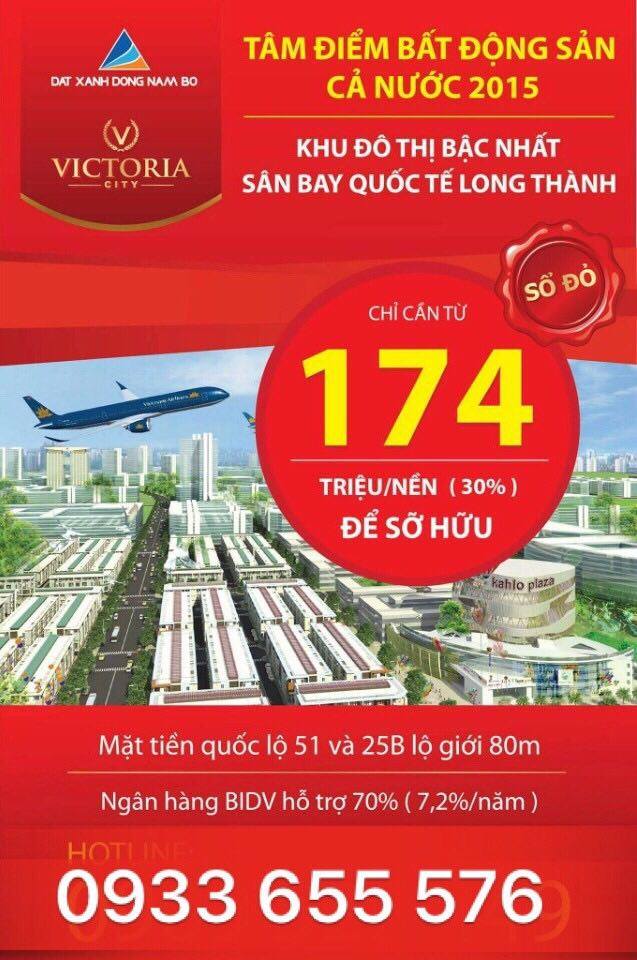 DAT XANH DONG NAM BO
VICTORIA
CITY
TÂM ĐIỂM BẤT ĐỘNG SẢN
CẢ NƯỚC 2015
KHU ĐÔ THỊ BẬC NHẤT
SÂN BAY QUỐC TẾ LONG THÀNH
SỔ ĐỎ
CHỈ CẦN TỪ
174
TRIỆU/NỀN ( 30% )
ĐỂ SỠ HỮU
Vietnam Airlines
kahlo plaza
Mặt tiền quốc lộ 51 và 25B lộ giới 80m
Ngân hàng BIDV hỗ trợ 70% ( 7,2%/năm )
HOTLINE:
0933 655 576